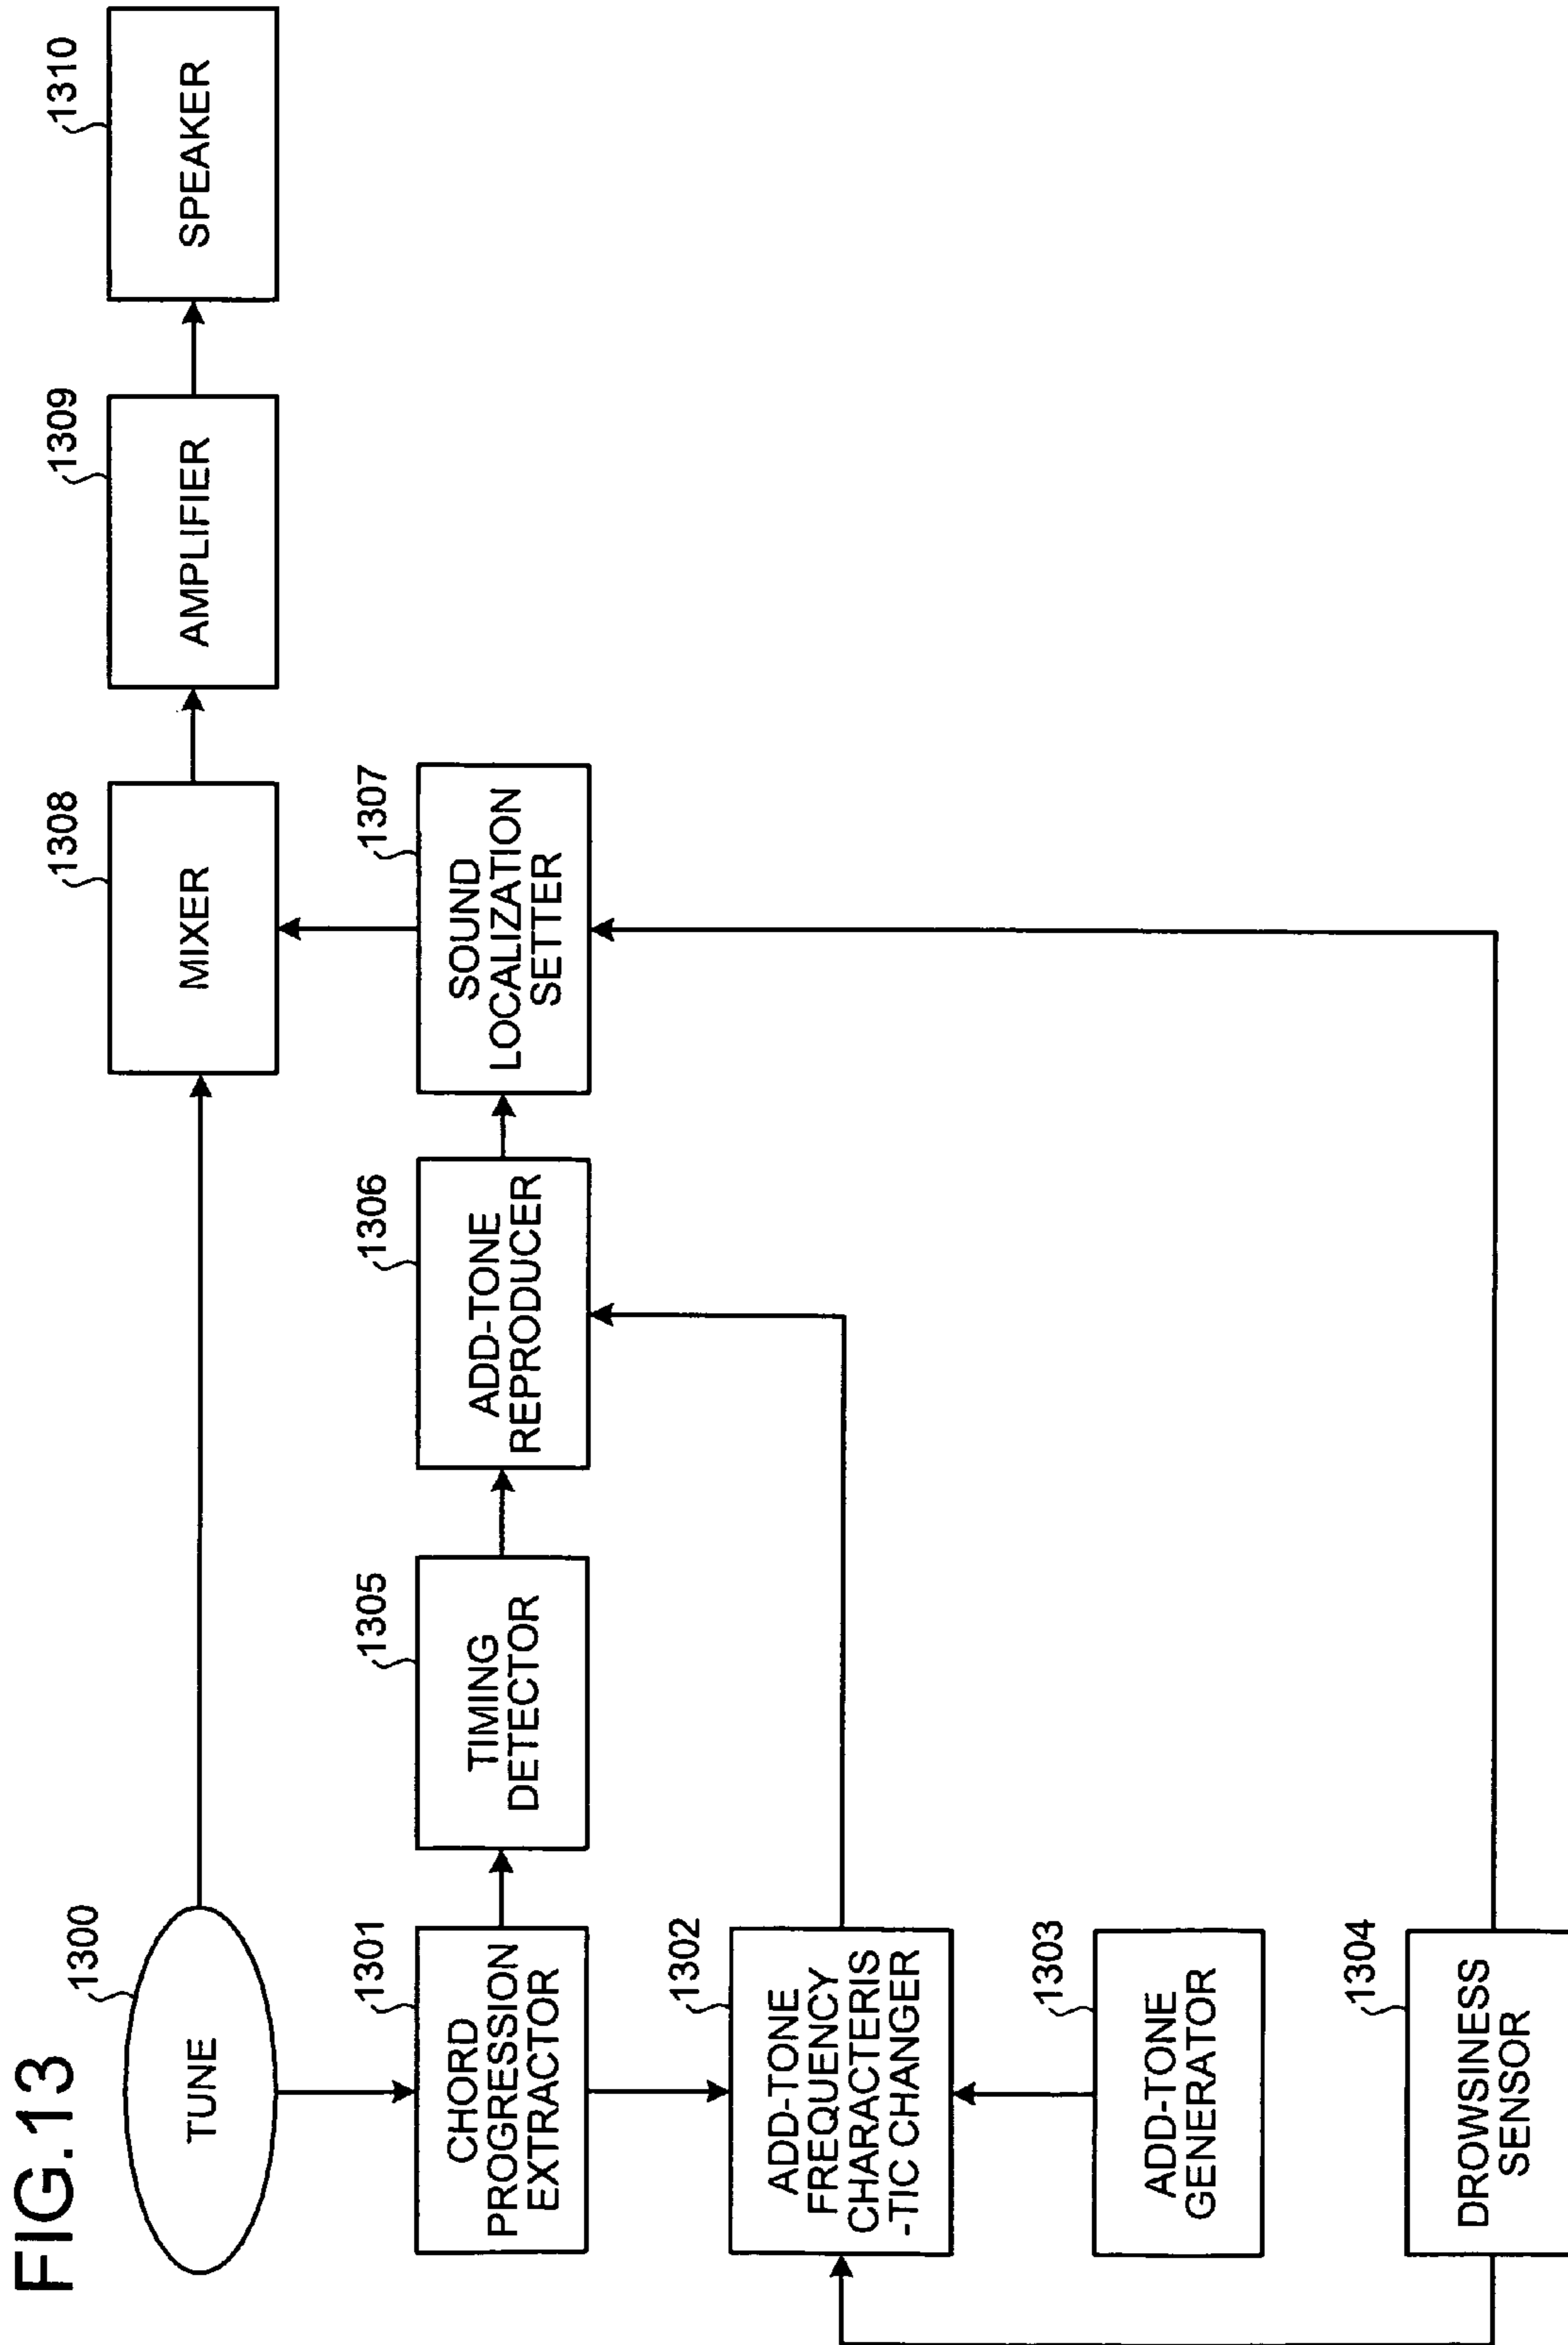 FIG.13
1300
TUNE
1308
MIXER
1309
AMPLIFIER
1310
SPEAKER
1301
CHORD
PROGRESSION
EXTRACTOR
1305
TIMING
DETECTOR
1306
ADD-TONE
REPRODUCER
1307
SOUND
LOCALIZATION
SETTER
1302
ADD-TONE
FREQUENCY
CHARACTERIS
-TIC CHANGER
1303
ADD-TONE
GENERATOR
1304
DROWSINESS
SENSOR